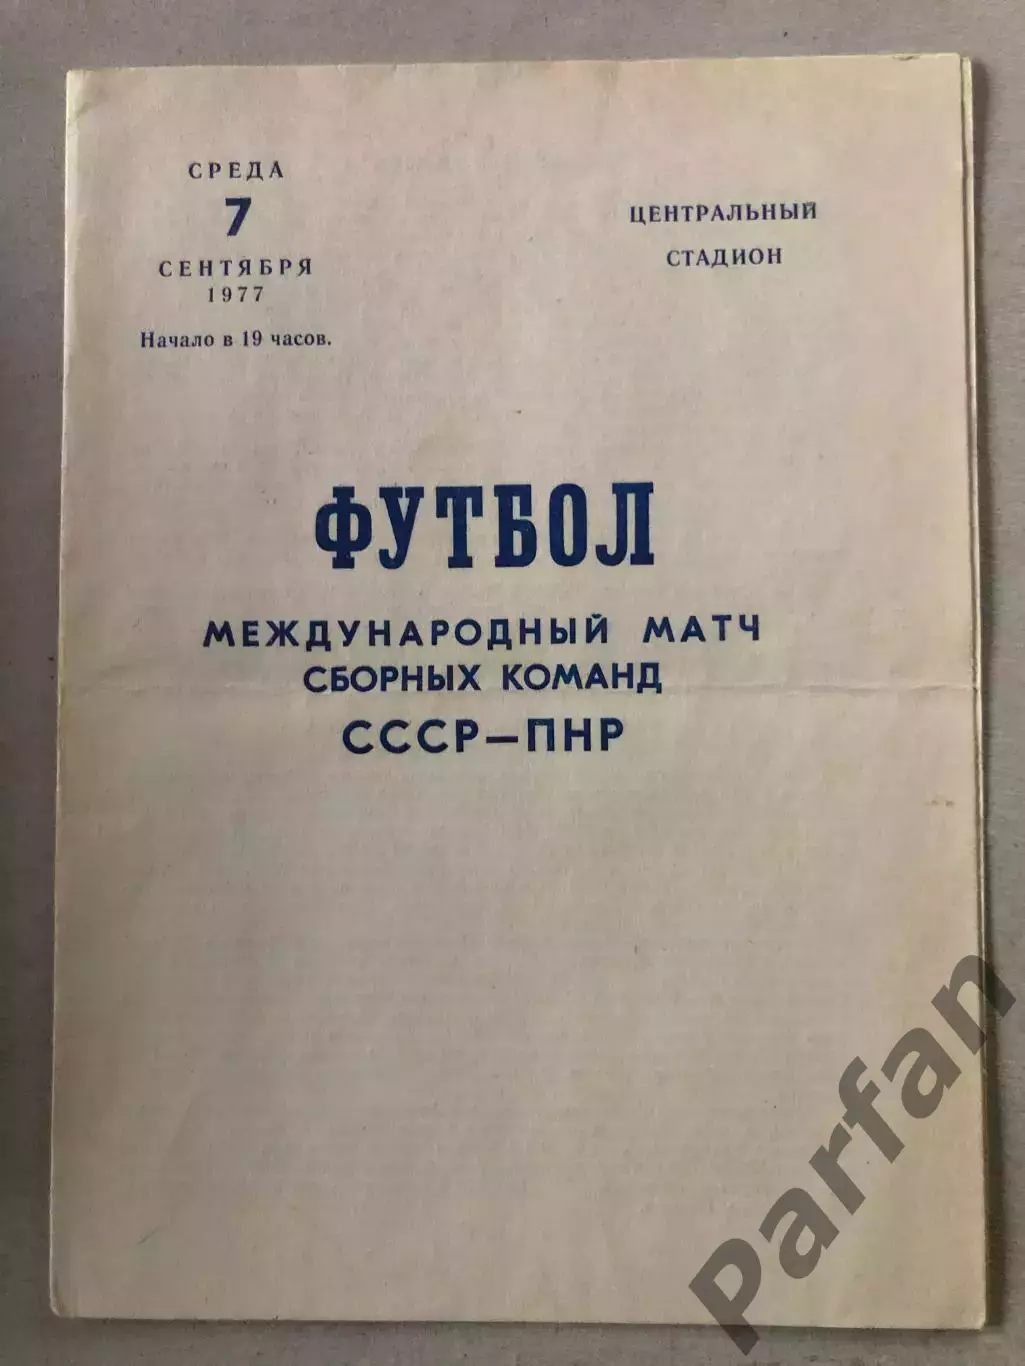 СРЕДА
7
СЕНТЯБРЯ
1977
Начало в 19 часов.
ЦЕНТРАЛЬНЫЙ
СТАДИОН
ФУТБОЛ
МЕЖДУНАРОДНЫЙ МАТЧ
СБОРНЫХ КОМАНД
СССР—ПНР
Parfan